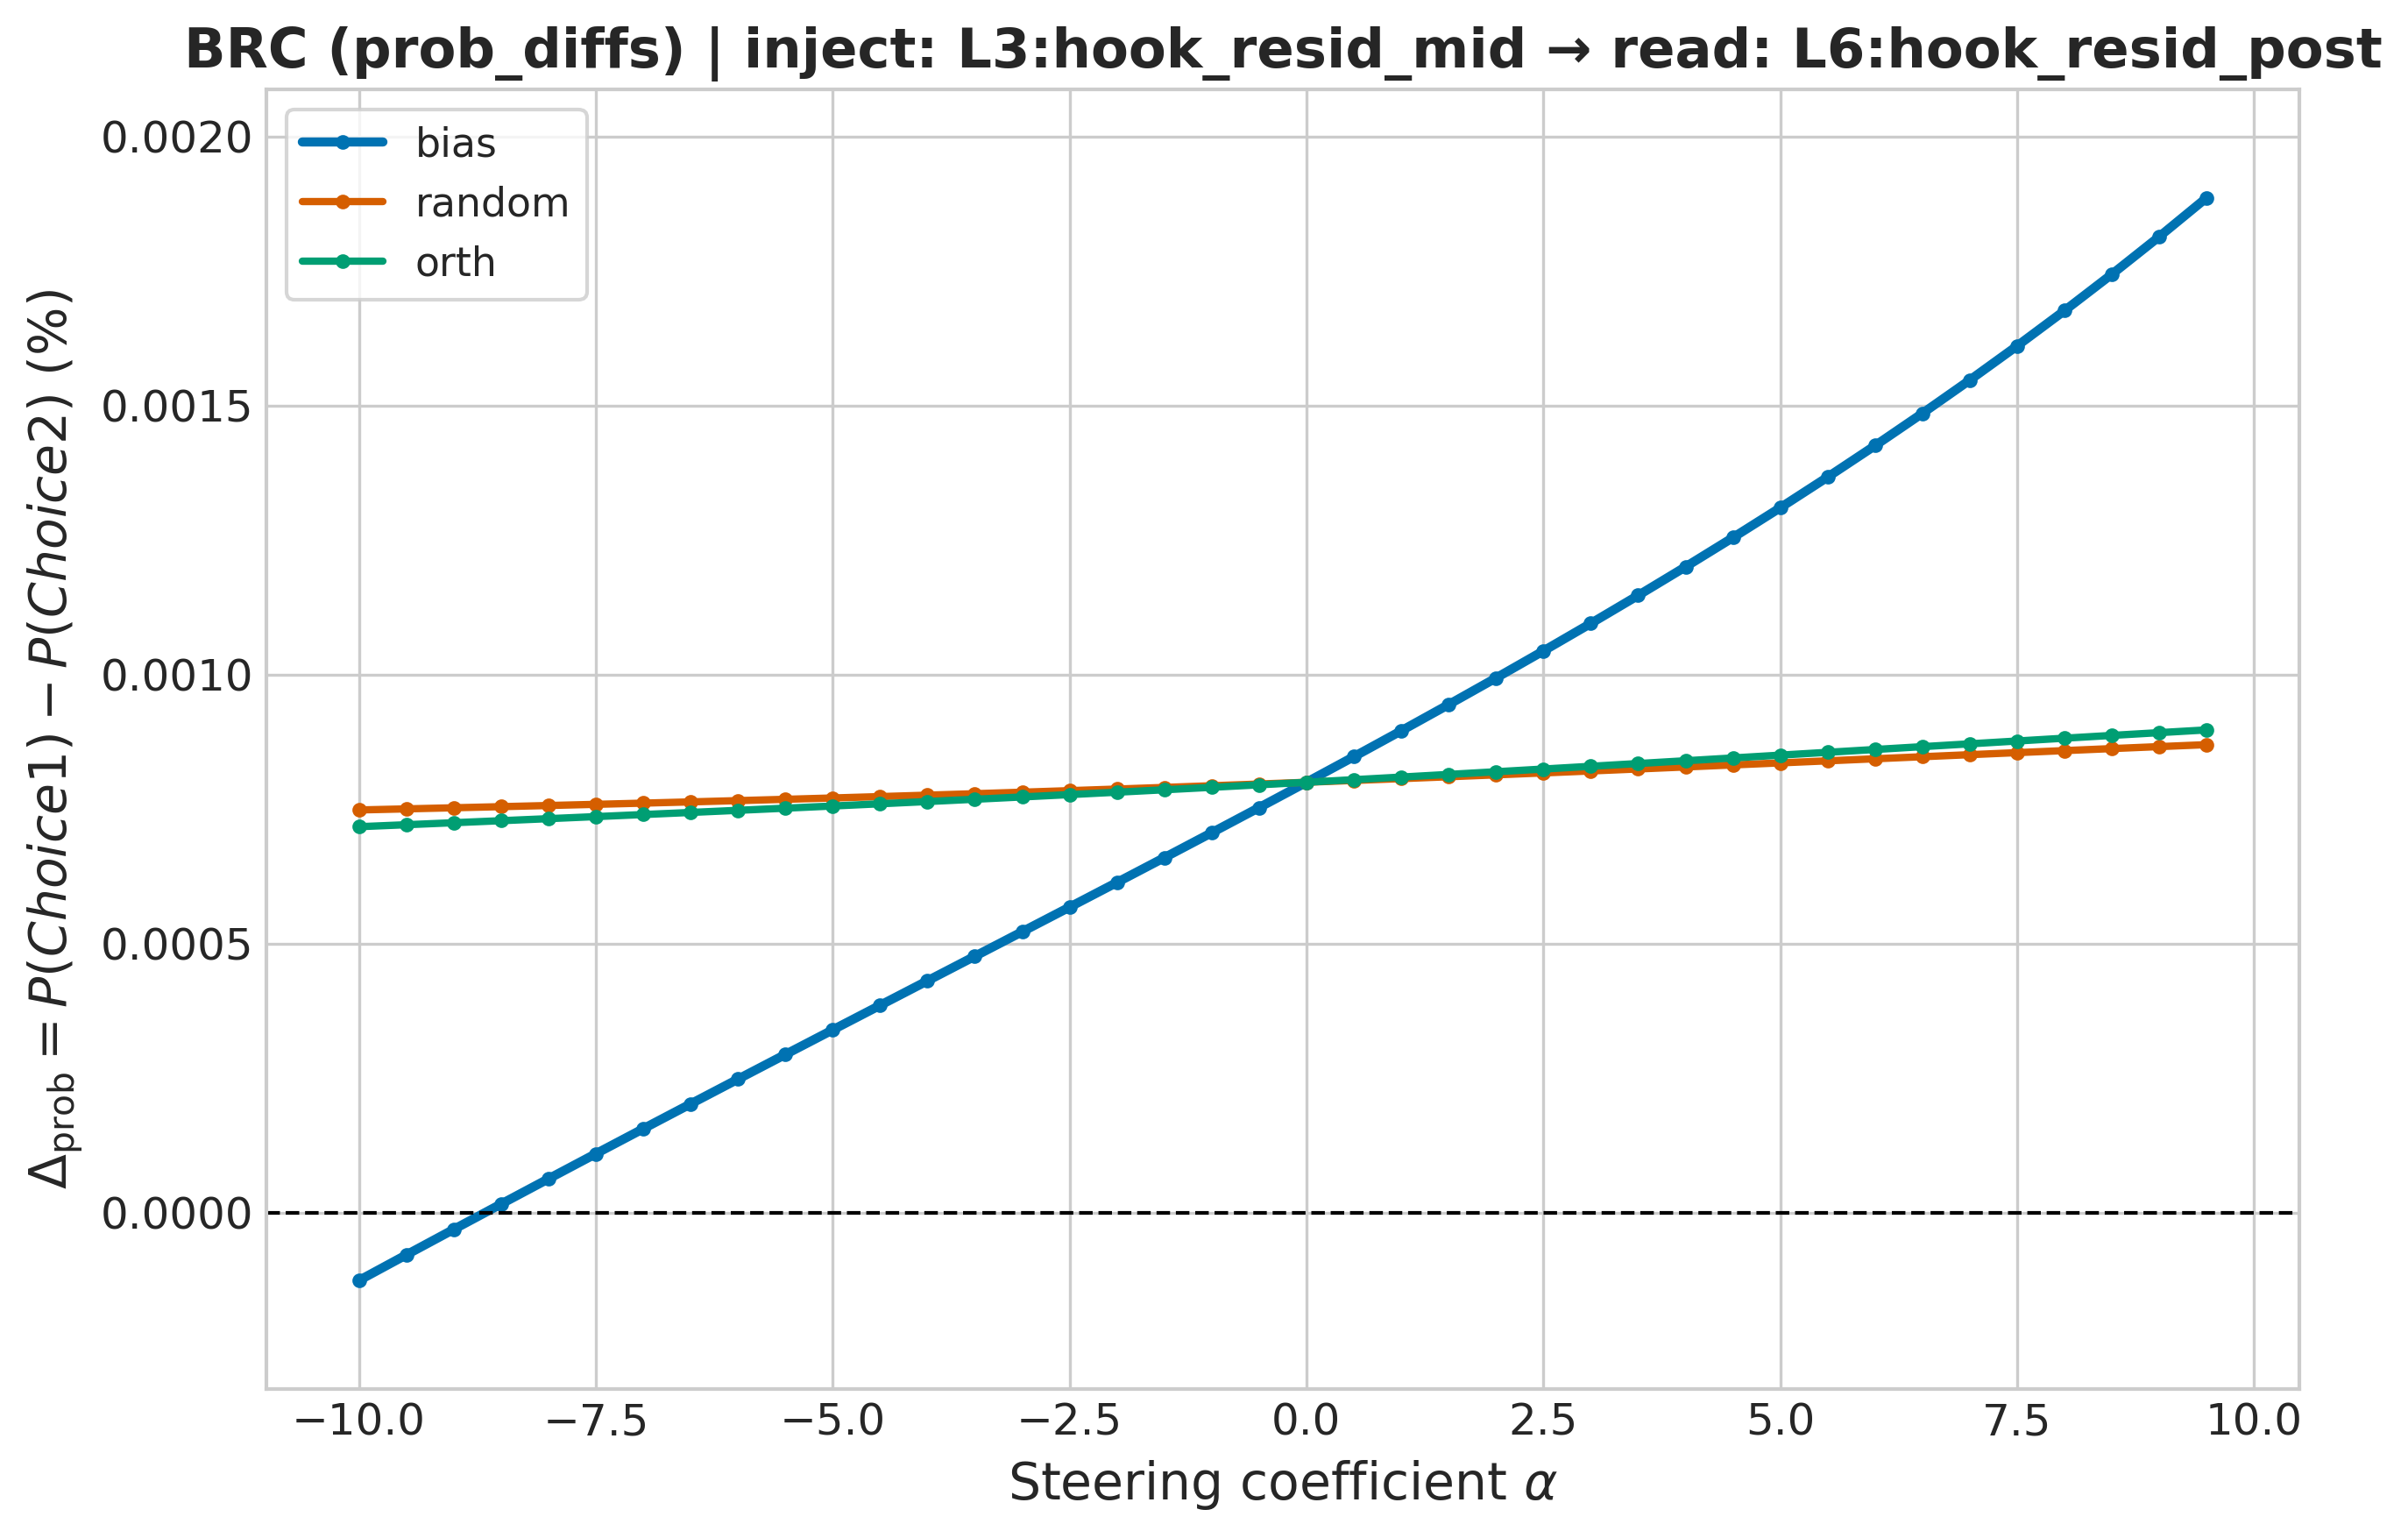 BRC (prob_diffs) | inject: L3:hook_resid_mid → read: L6:hook_resid_post
bias
random
orth
Δprob = P(Choice1) − P(Choice2) (%)
0.0020
0.0015
0.0010
0.0005
0.0000
−10.0 −7.5 −5.0 −2.5 0.0 2.5 5.0 7.5 10.0
Steering coefficient α